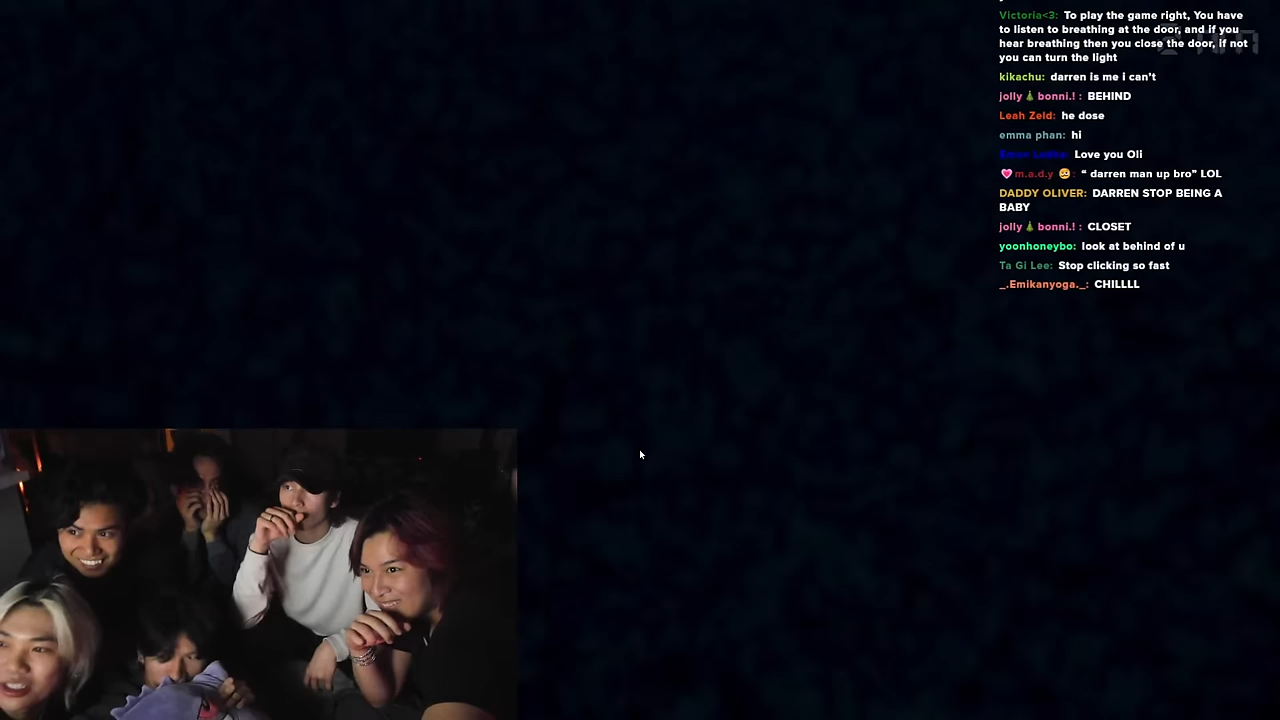 Victoria<3: To play the game right, You have
to listen to breathing at the door, and if you
hear breathing then you close the door, if not
you can turn the light
kikachu: darren is me i can't
jolly🎄bonni.! : BEHIND
Leah Zeld: he dose
emma phan: hi
Love you Oli
💗m.a.d.y 😩: “ darren man up bro” LOL
DADDY OLIVER: DARREN STOP BEING A
BABY
jolly🎄bonni.! : CLOSET
yoonhoneybo: look at behind of u
Ta Gi Lee: Stop clicking so fast
_.Emikanyoga._: CHILLLL